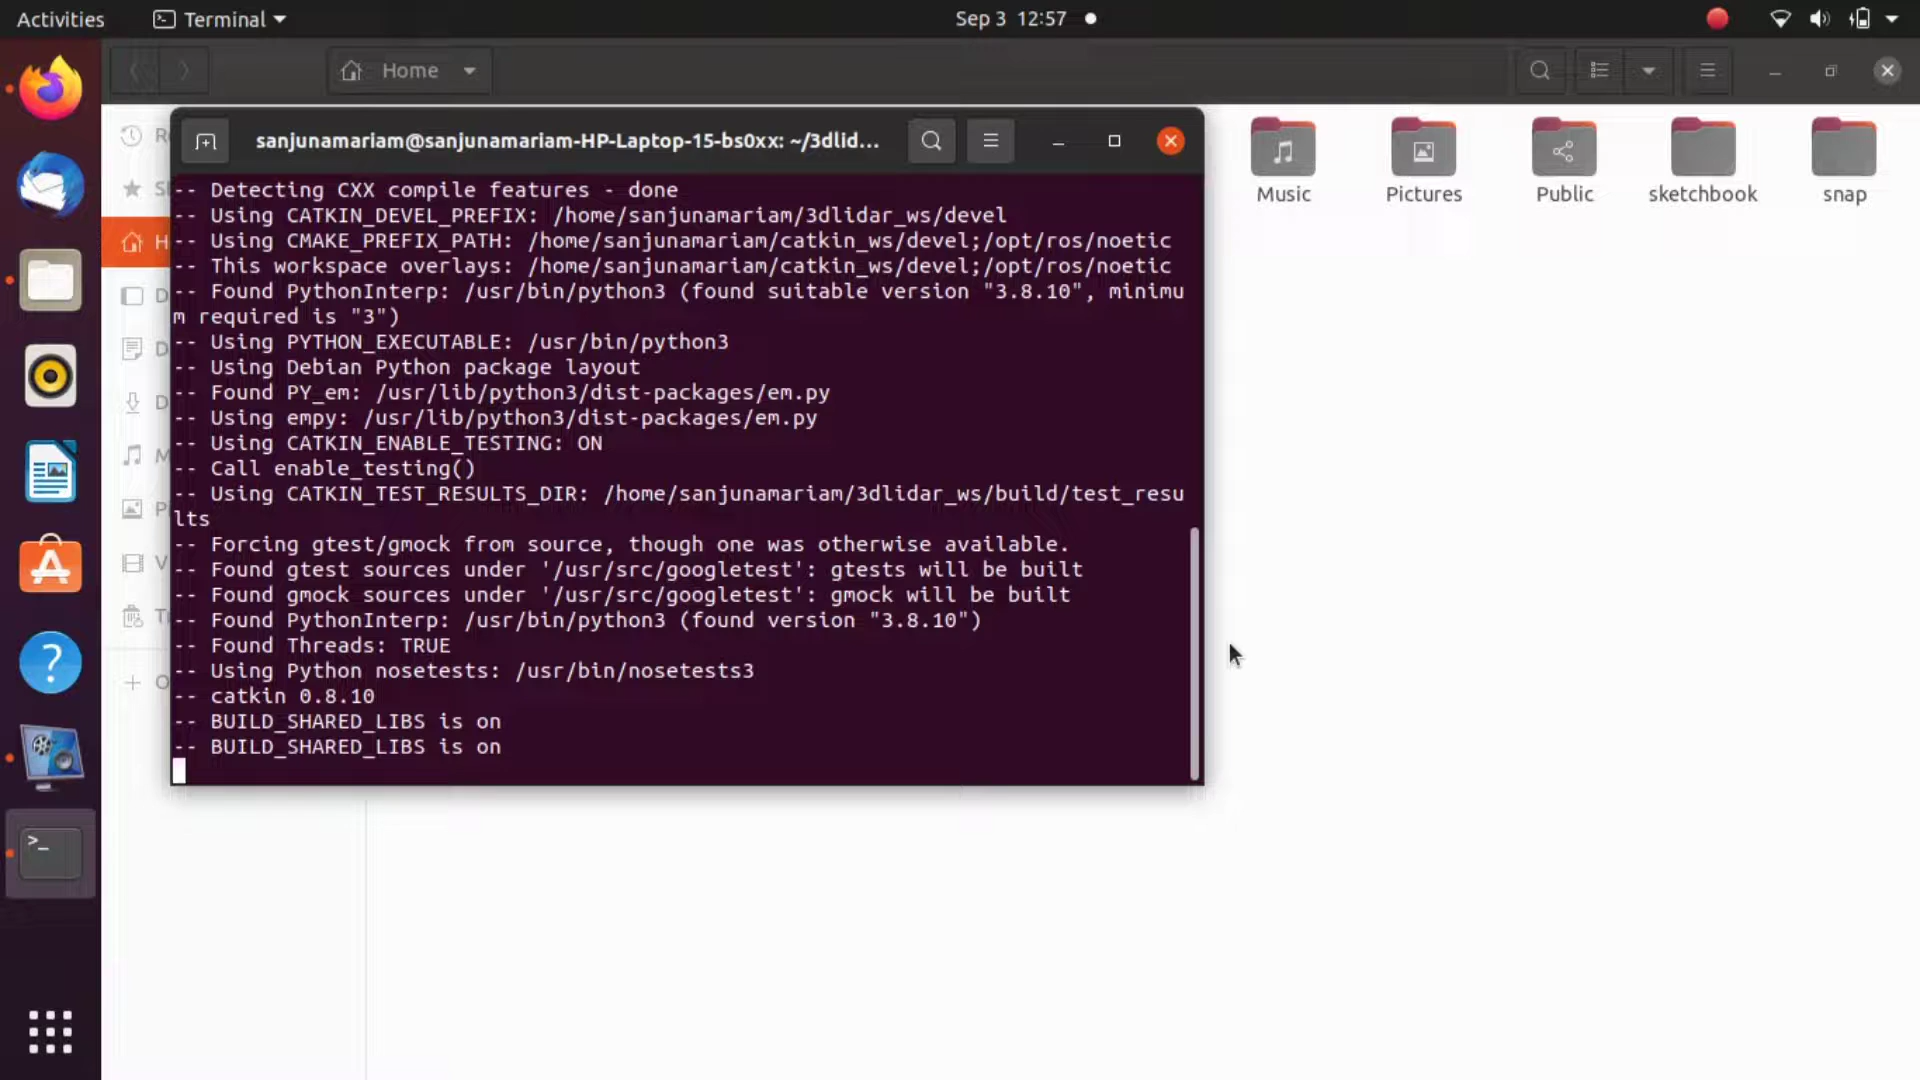 Activities
Terminal
Sep 3 12:57
Home
sanjunamariam@sanjunamariam-HP-Laptop-15-bs0xx: ~/3dlid...
-- Detecting CXX compile features - done
-- Using CATKIN_DEVEL_PREFIX: /home/sanjunamariam/3dlidar_ws/devel
-- Using CMAKE_PREFIX_PATH: /home/sanjunamariam/catkin_ws/devel;/opt/ros/noetic
-- This workspace overlays: /home/sanjunamariam/catkin_ws/devel;/opt/ros/noetic
-- Found PythonInterp: /usr/bin/python3 (found suitable version "3.8.10", minimu
m required is "3")
-- Using PYTHON_EXECUTABLE: /usr/bin/python3
-- Using Debian Python package layout
-- Found PY_em: /usr/lib/python3/dist-packages/em.py
-- Using empy: /usr/lib/python3/dist-packages/em.py
-- Using CATKIN_ENABLE_TESTING: ON
-- Call enable_testing()
-- Using CATKIN_TEST_RESULTS_DIR: /home/sanjunamariam/3dlidar_ws/build/test_resu
lts
-- Forcing gtest/gmock from source, though one was otherwise available.
-- Found gtest sources under '/usr/src/googletest': gtests will be built
-- Found gmock sources under '/usr/src/googletest': gmock will be built
-- Found PythonInterp: /usr/bin/python3 (found version "3.8.10")
-- Found Threads: TRUE
-- Using Python nosetests: /usr/bin/nosetests3
-- catkin 0.8.10
-- BUILD_SHARED_LIBS is on
-- BUILD_SHARED_LIBS is on
Music
Pictures
Public
sketchbook
snap